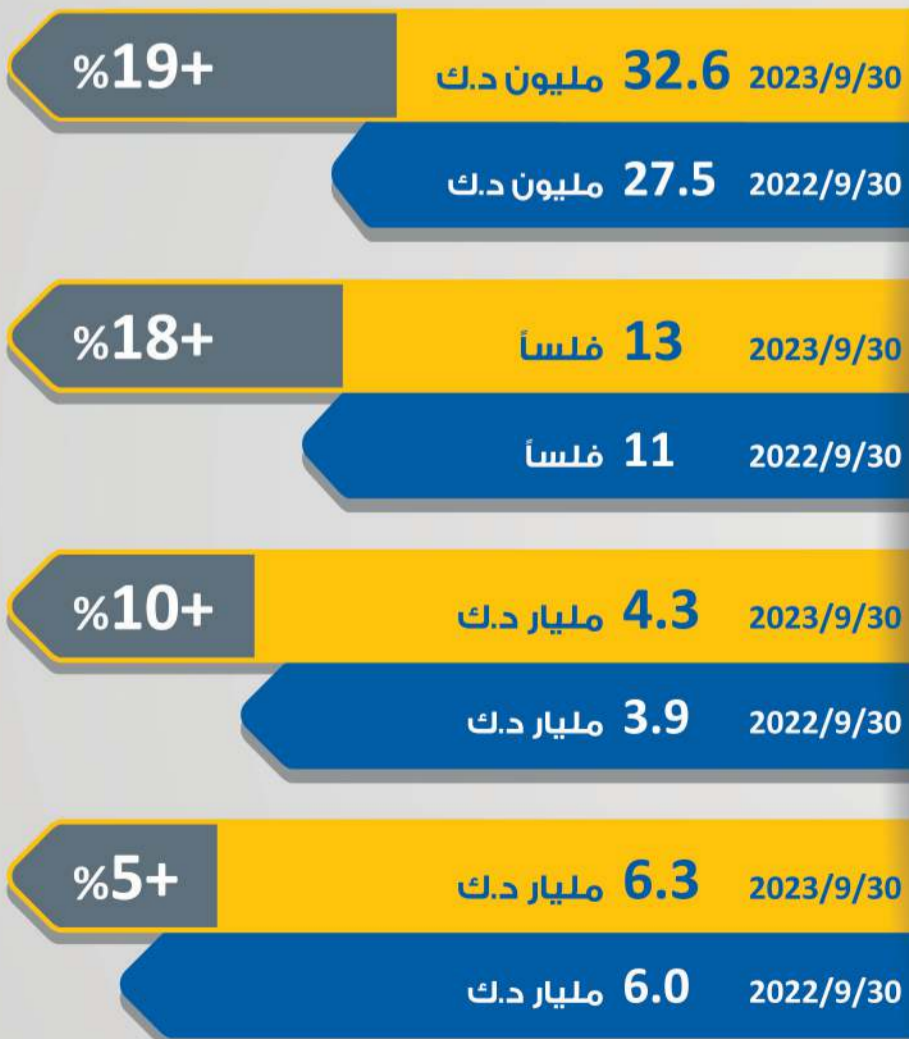 2023/9/30 32.6 مليون د.ك %19+
2022/9/30 27.5 مليون د.ك
2023/9/30 13 فلساً %18+
2022/9/30 11 فلساً
2023/9/30 4.3 مليار د.ك %10+
2022/9/30 3.9 مليار د.ك
2023/9/30 6.3 مليار د.ك %5+
2022/9/30 6.0 مليار د.ك